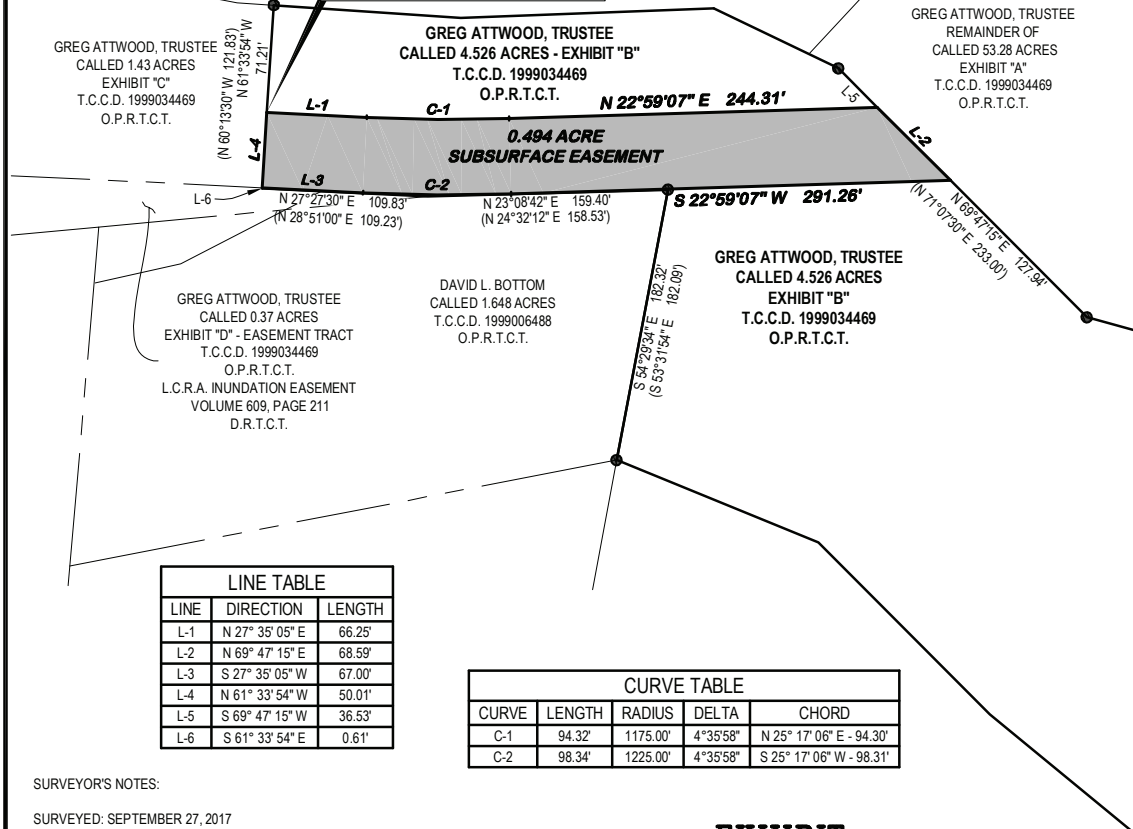 GREG ATTWOOD, TRUSTEE
CALLED 1.43 ACRES
EXHIBIT "C"
T.C.C.D. 1999034469
O.P.R.T.C.T.
(N 60°13'30" W 121.83')
N 61°33'54" W
71.21'
GREG ATTWOOD, TRUSTEE
CALLED 4.526 ACRES - EXHIBIT "B"
T.C.C.D. 1999034469
O.P.R.T.C.T.
GREG ATTWOOD, TRUSTEE
REMAINDER OF
CALLED 53.28 ACRES
EXHIBIT "A"
T.C.C.D. 1999034469
O.P.R.T.C.T.
L-5
L-1
C-1
N 22°59'07" E 244.31'
L-2
L-4
0.494 ACRE
SUBSURFACE EASEMENT
L-3
C-2
L-6
N 27°27'30" E 109.83'
(N 28°51'00" E 109.23')
N 23°08'42" E 159.40'
(N 24°32'12" E 158.53')
S 22°59'07" W 291.26'
N 69°47'15" E 127.94'
(N 71°07'30" E 233.00')
GREG ATTWOOD, TRUSTEE
CALLED 4.526 ACRES
EXHIBIT "B"
T.C.C.D. 1999034469
O.P.R.T.C.T.
DAVID L. BOTTOM
CALLED 1.648 ACRES
T.C.C.D. 1999006488
O.P.R.T.C.T.
S 54°29'34" E 182.32'
(S 53°31'54" E 182.09')
GREG ATTWOOD, TRUSTEE
CALLED 0.37 ACRES
EXHIBIT "D" - EASEMENT TRACT
T.C.C.D. 1999034469
O.P.R.T.C.T.
L.C.R.A. INUNDATION EASEMENT
VOLUME 609, PAGE 211
D.R.T.C.T.
LINE TABLE
LINE DIRECTION LENGTH
L-1 N 27° 35' 05" E 66.25'
L-2 N 69° 47' 15" E 68.59'
L-3 S 27° 35' 05" W 67.00'
L-4 N 61° 33' 54" W 50.01'
L-5 S 69° 47' 15" W 36.53'
L-6 S 61° 33' 54" E 0.61'
CURVE TABLE
CURVE LENGTH RADIUS DELTA CHORD
C-1 94.32' 1175.00' 4°35'58" N 25° 17' 06" E - 94.30'
C-2 98.34' 1225.00' 4°35'58" S 25° 17' 06" W - 98.31'
SURVEYOR'S NOTES:
SURVEYED: SEPTEMBER 27, 2017
EXHIBIT